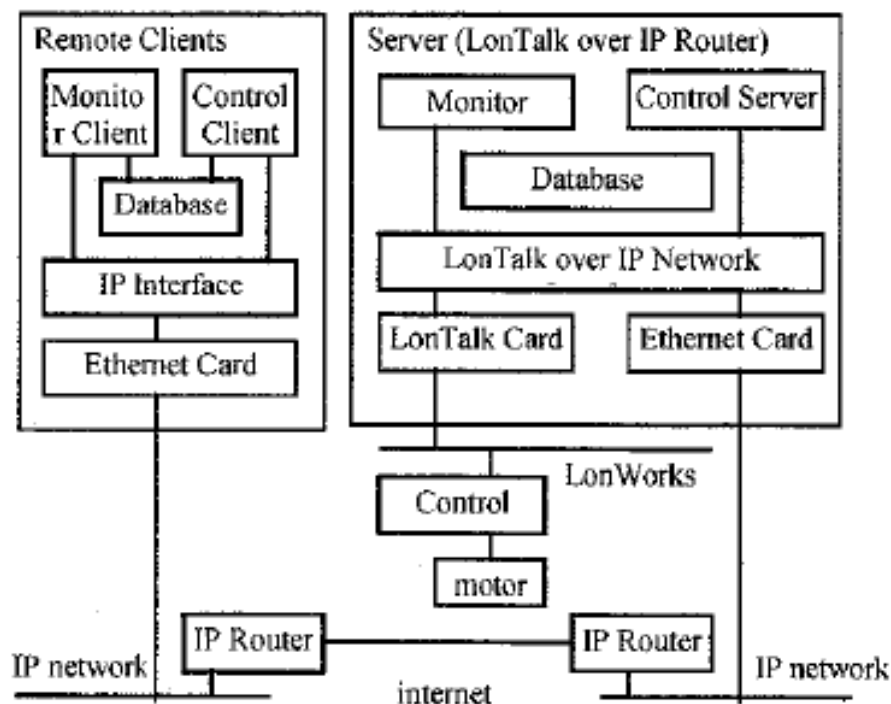 Remote Clients
Monito
r Client
Control
Client
Database
IP Interface
Ethernet Card
Server (LonTalk over IP Router)
Monitor
Control Server
Database
LonTalk over IP Network
LonTalk Card
Ethernet Card
LonWorks
Control
motor
IP Router
IP Router
IP network
internet
IP network